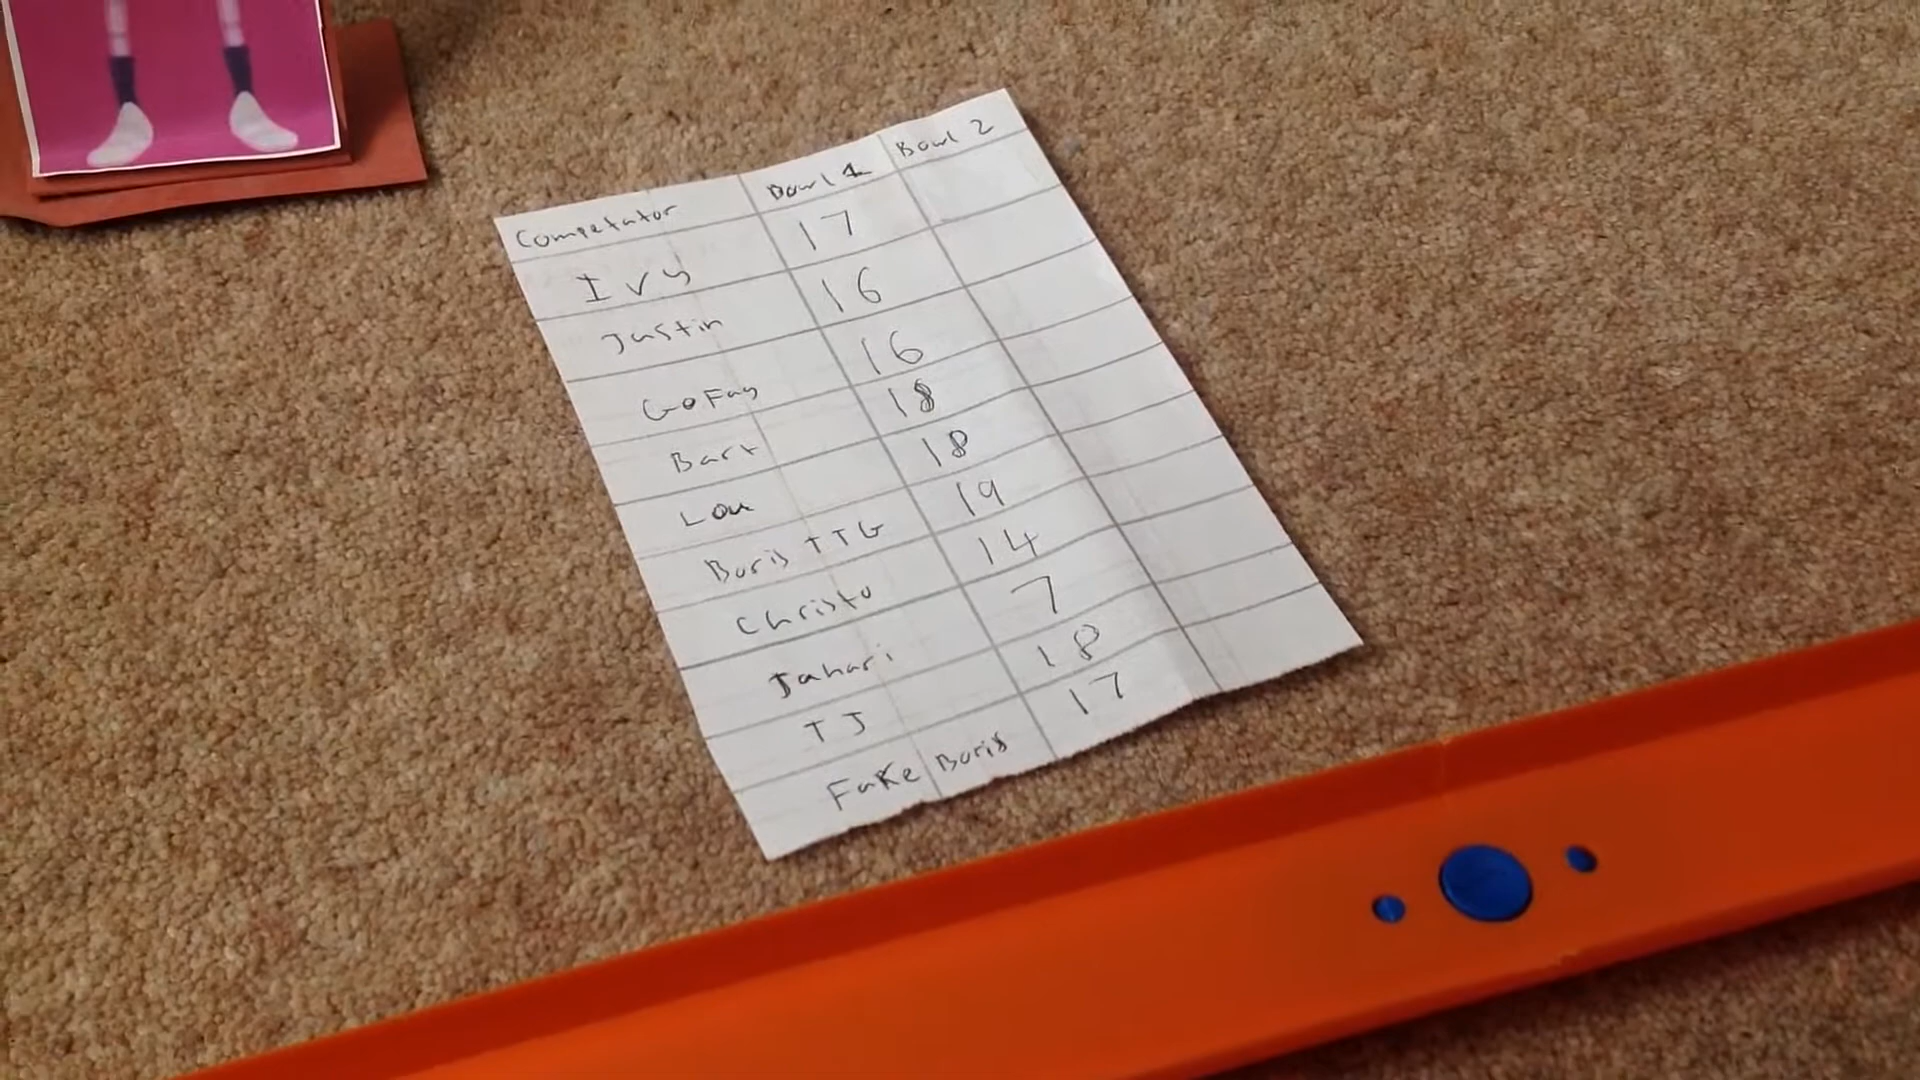 Competator Bowl 1 Bowl 2
Ivy 17
Justin 16
GoFay 16
Bart 18
Lou 18
Boris TTG 19
Christo 14
Jahari 7
TJ 18
Fake Boris 17